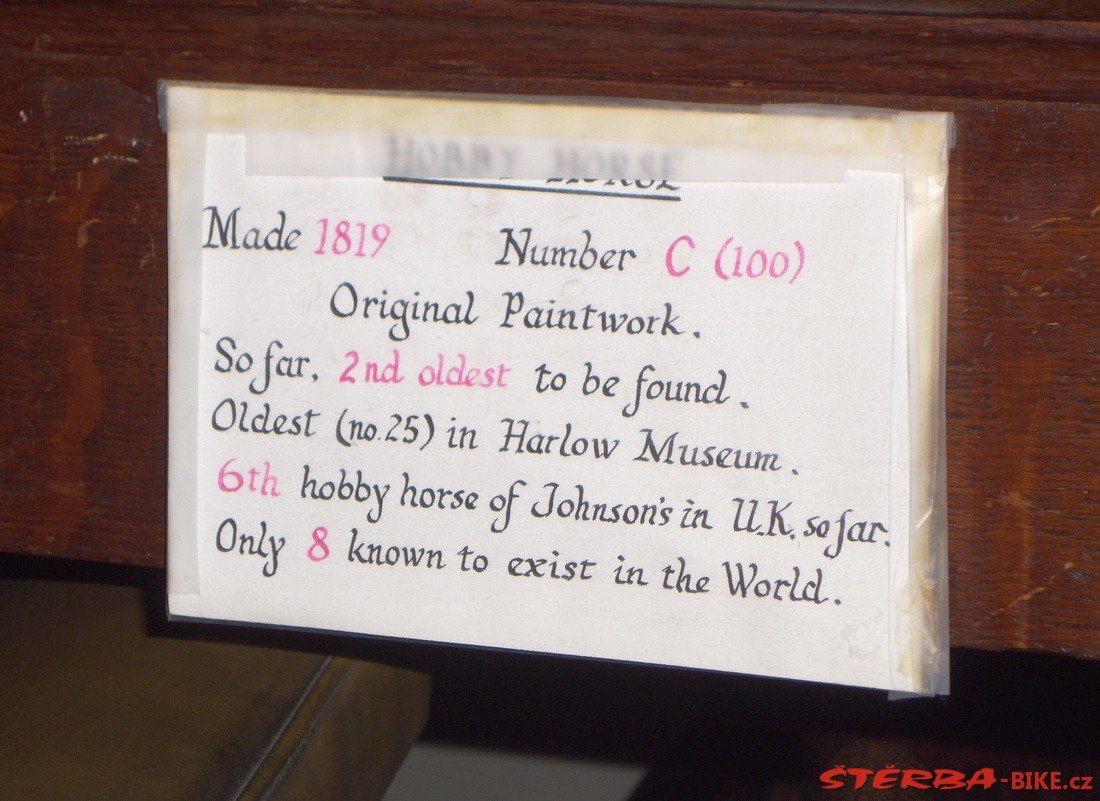 HOBBY HORSE
Made 1819 Number C (100)
Original Paintwork.
So far, 2nd oldest to be found.
Oldest (no.25) in Harlow Museum.
6th hobby horse of Johnson's in U.K. so far.
Only 8 known to exist in the World.
ŠTĚRBA-BIKE.cz